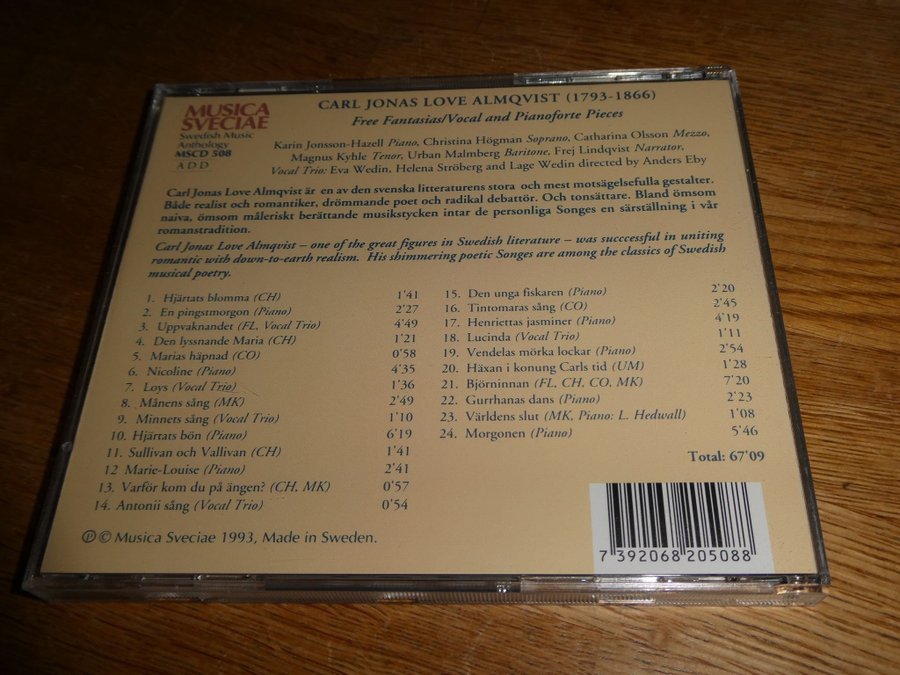 MUSICA
SVECIAE
Swedish Music
Anthology
MSCD 508
A D D
CARL JONAS LOVE ALMQVIST (1793-1866)
Free Fantasias/Vocal and Pianoforte Pieces
Karin Jonsson-Hazell Piano, Christina Högman Soprano, Catharina Olsson Mezzo,
Magnus Kyhle Tenor, Urban Malmberg Baritone, Frej Lindqvist Narrator,
Vocal Trio: Eva Wedin, Helena Ströberg and Lage Wedin directed by Anders Eby
Carl Jonas Love Almqvist är en av den svenska litteraturens stora och mest motsägelsefulla gestalter.
Både realist och romantiker, drömmande poet och radikal debattör. Och tonsättare. Bland ömsom
naiva, ömsom måleriskt berättande musikstycken intar de personliga Songes en särställning i vår
romanstradition.
Carl Jonas Love Almqvist – one of the great figures in Swedish literature – was succcessful in uniting
romantic with down-to-earth realism. His shimmering poetic Songes are among the classics of Swedish
musical poetry.
1. Hjärtats blomma (CH) 1'41
2. En pingstmorgon (Piano) 2'27
3. Uppvaknandet (FL, Vocal Trio) 4'49
4. Den lyssnande Maria (CH) 1'21
5. Marias häpnad (CO) 0'58
6. Nicoline (Piano) 4'35
7. Loys (Vocal Trio) 1'36
8. Månens sång (MK) 2'49
9. Minnets sång (Vocal Trio) 1'10
10. Hjärtats bön (Piano) 6'19
11. Sullivan och Vallivan (CH) 1'41
12 Marie-Louise (Piano) 2'41
13. Varför kom du på ängen? (CH, MK) 0'57
14. Antonii sång (Vocal Trio) 0'54
15. Den unga fiskaren (Piano) 2'20
16. Tintomaras sång (CO) 2'45
17. Henriettas jasminer (Piano) 4'19
18. Lucinda (Vocal Trio) 1'11
19. Vendelas mörka lockar (Piano) 2'54
20. Häxan i konung Carls tid (UM) 1'28
21. Björninnan (FL, CH, CO, MK) 7'20
22. Gurrhanas dans (Piano) 2'23
23. Världens slut (MK, Piano: L. Hedwall) 1'08
24. Morgonen (Piano) 5'46
Total: 67'09
℗ © Musica Sveciae 1993, Made in Sweden.
7 392068 205088